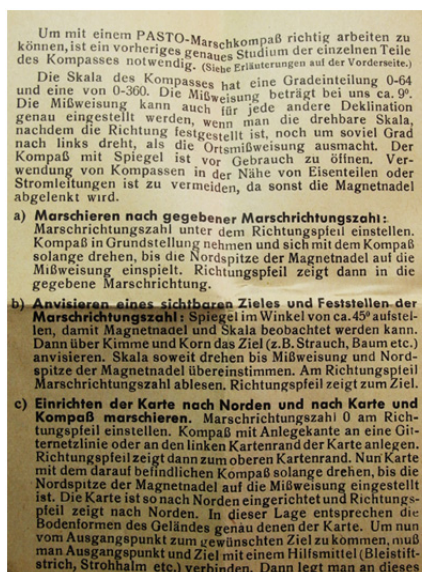 Um mit einem PASTO-Marschkompaß richtig arbeiten zu
können, ist ein vorheriges genaues Studium der einzelnen Teile
des Kompasses notwendig. (Siehe Erläuterungen auf der Vorderseite.)
Die Skala des Kompasses hat eine Gradeinteilung 0-64
und eine von 0-360. Die Mißweisung beträgt bei uns ca. 9º.
Die Mißweisung kann auch für jede andere Deklination
genau eingestellt werden, wenn man die drehbare Skala,
nachdem die Richtung festgestellt ist, noch um soviel Grad
nach links dreht, als die Ortsmißweisung ausmacht. Der
Kompaß mit Spiegel ist vor Gebrauch zu öffnen. Ver-
wendung von Kompassen in der Nähe von Eisenteilen oder
Stromleitungen ist zu vermeiden, da sonst die Magnetnadel
abgelenkt wird.
a) Marschieren nach gegebener Marschrichtungszahl:
Marschrichtungszahl unter dem Richtungspfeil einstellen.
Kompaß in Grundstellung nehmen und sich mit dem Kompaß
solange drehen, bis die Nordspitze der Magnetnadel auf die
Mißweisung einspielt. Richtungspfeil zeigt dann in die
gegebene Marschrichtung.
b) Anvisieren eines sichtbaren Zieles und Feststellen der
Marschrichtungszahl: Spiegel im Winkel von ca. 45º aufstel-
len, damit Magnetnadel und Skala beobachtet werden kann.
Dann über Kimme und Korn das Ziel (z.B. Strauch, Baum etc.)
anvisieren. Skala soweit drehen bis Mißweisung und Nord-
spitze der Magnetnadel übereinstimmen. Am Richtungspfeil
Marschrichtungszahl ablesen. Richtungspfeil zeigt zum Ziel.
c) Einrichten der Karte nach Norden und nach Karte und
Kompaß marschieren. Marschrichtungszahl 0 am Rich-
tungspfeil einstellen. Kompaß mit Anlegekante an eine Git-
ternetzlinie oder an den linken Kartenrand der Karte anlegen.
Richtungspfeil zeigt dann zum oberen Kartenrand. Nun Karte
mit dem darauf befindlichen Kompaß solange drehen, bis die
Nordspitze der Magnetnadel auf die Mißweisung eingestellt
ist. Die Karte ist so nach Norden eingerichtet und Richtungs-
pfeil zeigt nach Norden. In dieser Lage entsprechen die
Bodenformen des Geländes genau denen der Karte. Um nun
vom Ausgangspunkt zum gewünschten Ziel zu kommen, muß
man Ausgangspunkt und Ziel mit einem Hilfsmittel (Bleistift-
strich, Strohhalm etc.) verbinden. Dann legt man an dieses